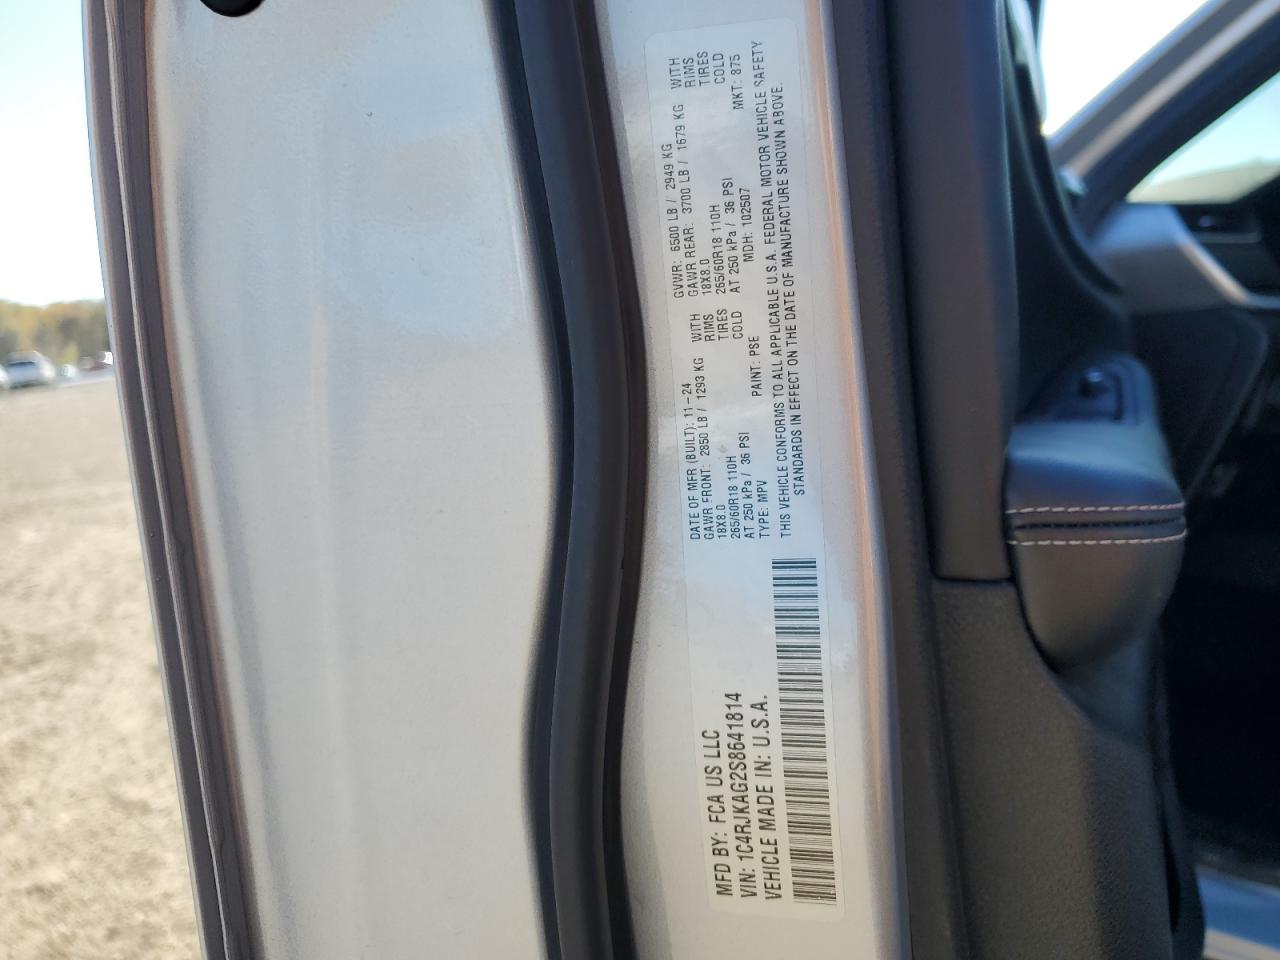 MFD BY: FCA US LLC
VIN: 1C4RJKAG2S8641814
VEHICLE MADE IN: U.S.A.
DATE OF MFR (BUILT): 11-24 GVWR: 6500 LB / 2949 KG
GAWR FRONT: 2850 LB / 1293 KG WITH GAWR REAR: 3700 LB / 1679 KG WITH
18X8.0 RIMS 18X8.0 RIMS
265/60R18 110H TIRES 265/60R18 110H TIRES
AT 250 kPa / 36 PSI COLD AT 250 kPa / 36 PSI COLD
TYPE: MPV PAINT: PSE MDH: 102507 MKT: 875
THIS VEHICLE CONFORMS TO ALL APPLICABLE U.S.A. FEDERAL MOTOR VEHICLE SAFETY
STANDARDS IN EFFECT ON THE DATE OF MANUFACTURE SHOWN ABOVE.